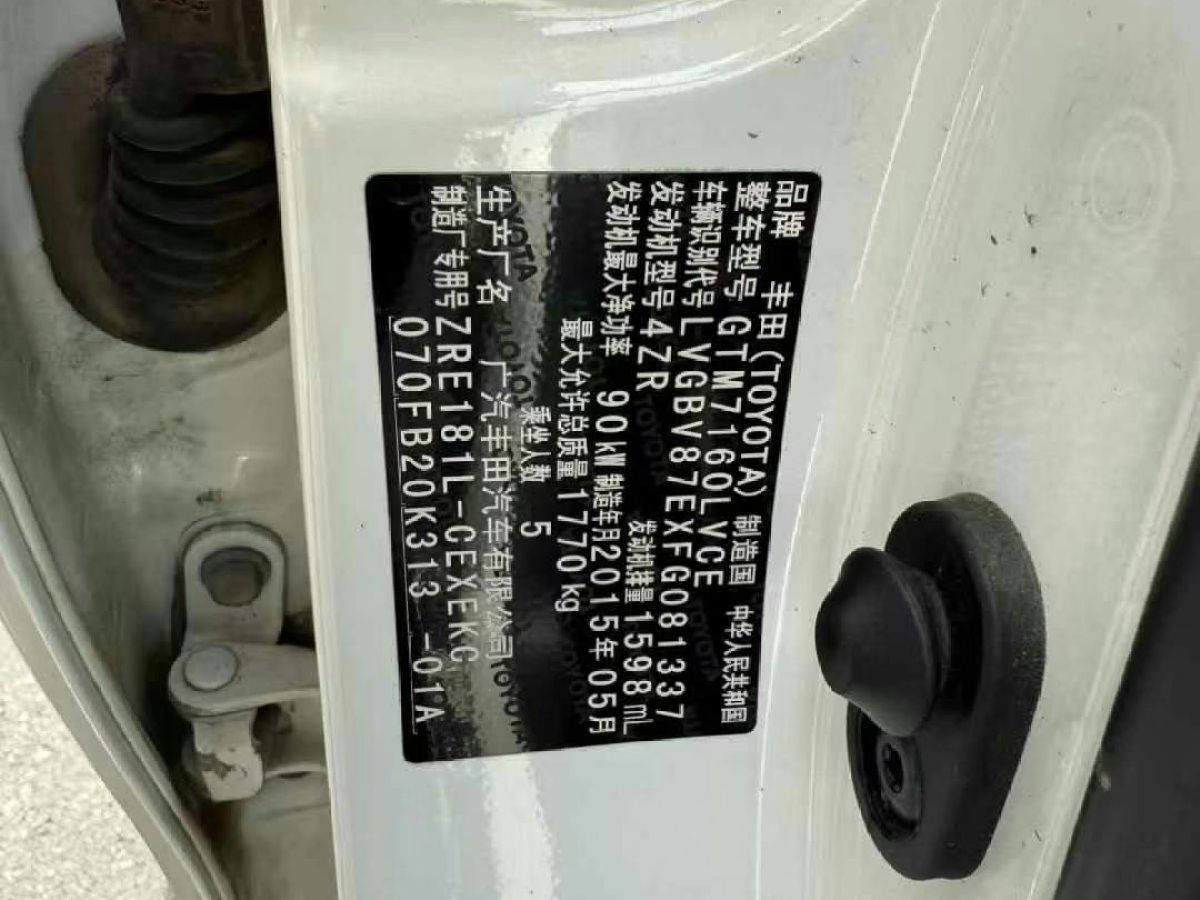 品牌 丰田(TOYOTA) 制造国 中华人民共和国
整车型号 GTM7160LVCE
车辆识别代号 LVGBV87EXFG081337
发动机型号 4ZR 发动机排量 1598 mL
发动机最大净功率 90 kW 制造年月 2015年05月
最大允许总质量 1770 kg
乘坐人数 5
生产厂名 广汽丰田汽车有限公司
制造厂专用号 ZRE181L-CEXEKC
070FB20K313 -01A